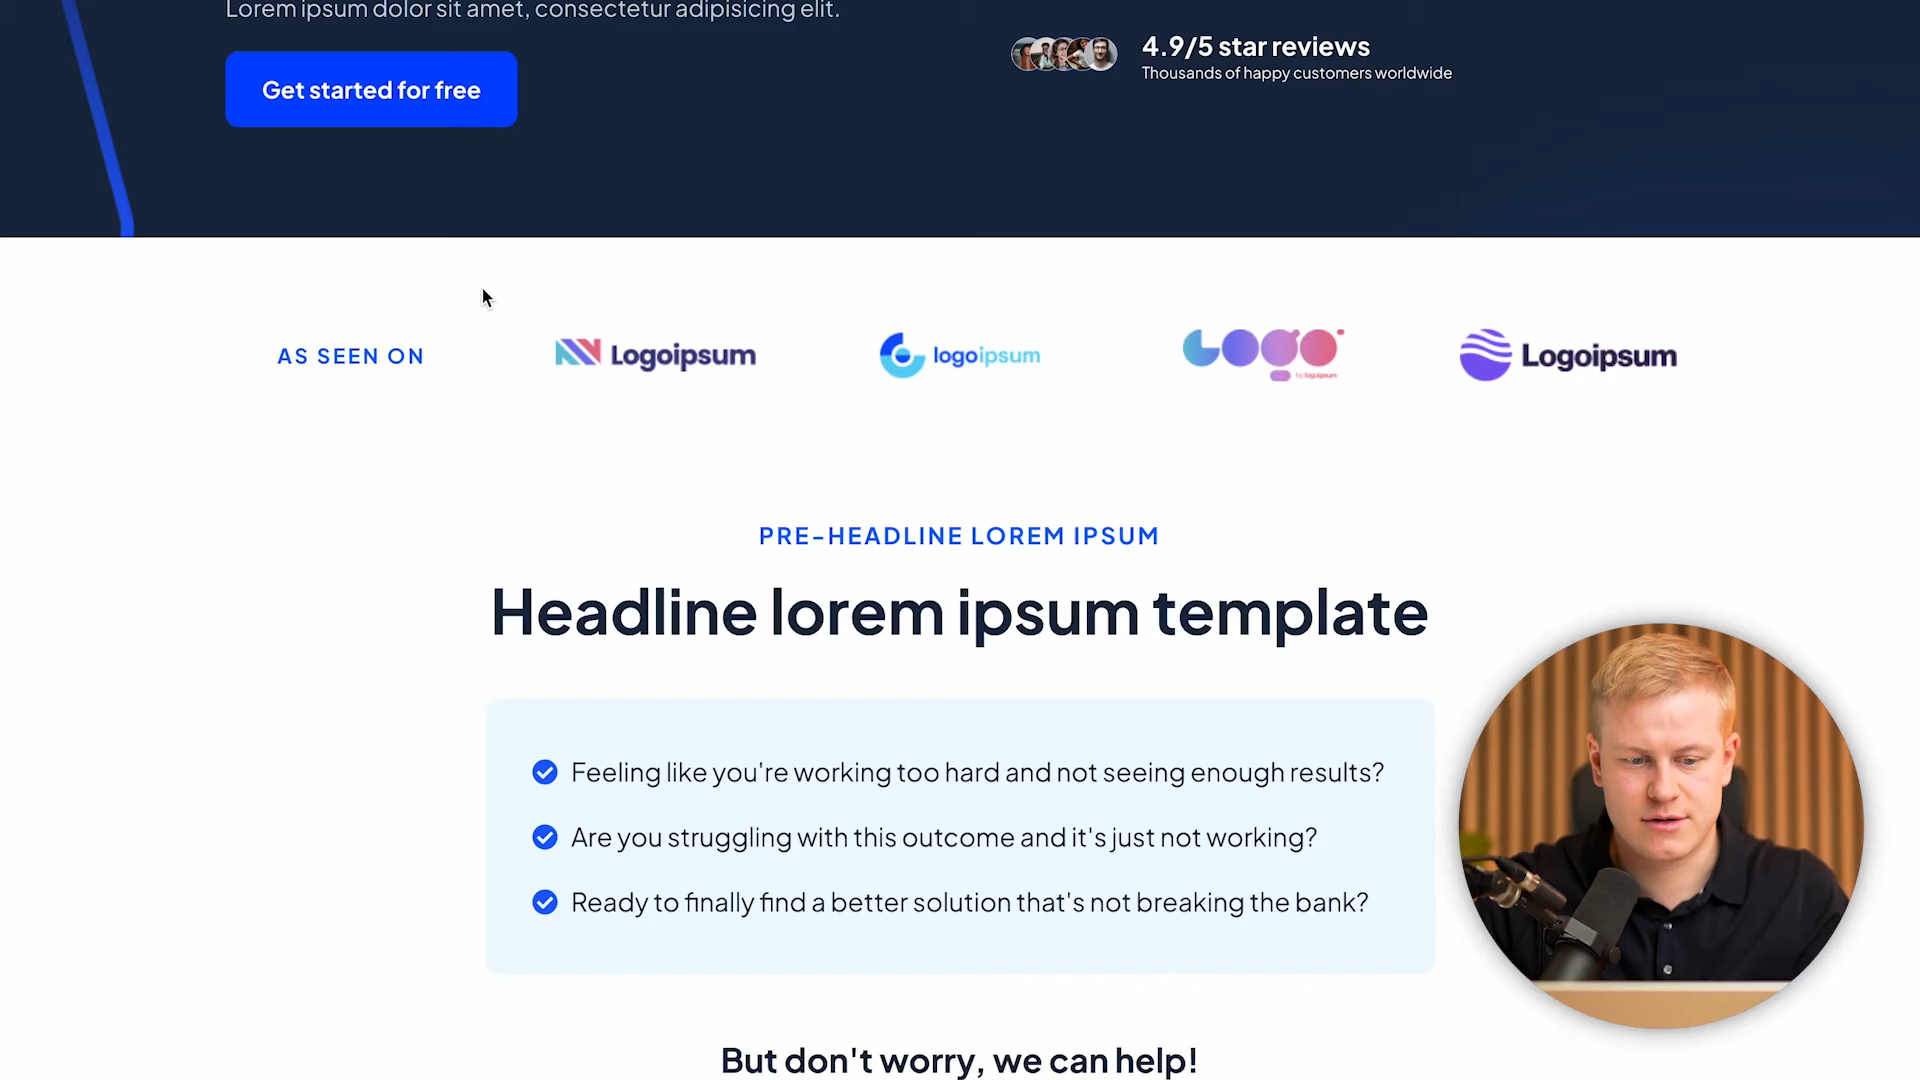 Lorem ipsum dolor sit amet, consectetur adipisicing elit.
Get started for free
4.9/5 star reviews
Thousands of happy customers worldwide
AS SEEN ON
Logoipsum
logoipsum
Logo
by logoipsum
Logoipsum
PRE-HEADLINE LOREM IPSUM
Headline lorem ipsum template
Feeling like you're working too hard and not seeing enough results?
Are you struggling with this outcome and it's just not working?
Ready to finally find a better solution that's not breaking the bank?
But don't worry, we can help!